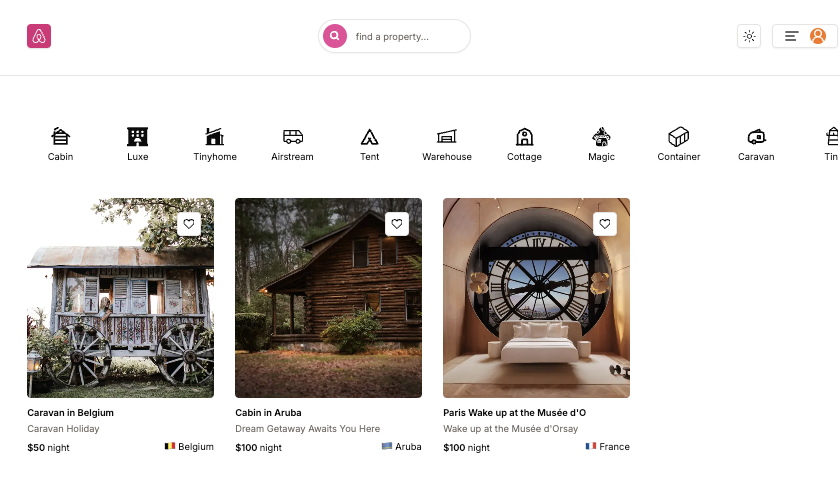 find a property...
Cabin
Luxe
Tinyhome
Airstream
Tent
Warehouse
Cottage
Magic
Container
Caravan
Tin
Caravan in Belgium
Caravan Holiday
$50 night
Belgium
Cabin in Aruba
Dream Getaway Awaits You Here
$100 night
Aruba
Paris Wake up at the Musée d'O
Wake up at the Musée d'Orsay
$100 night
France